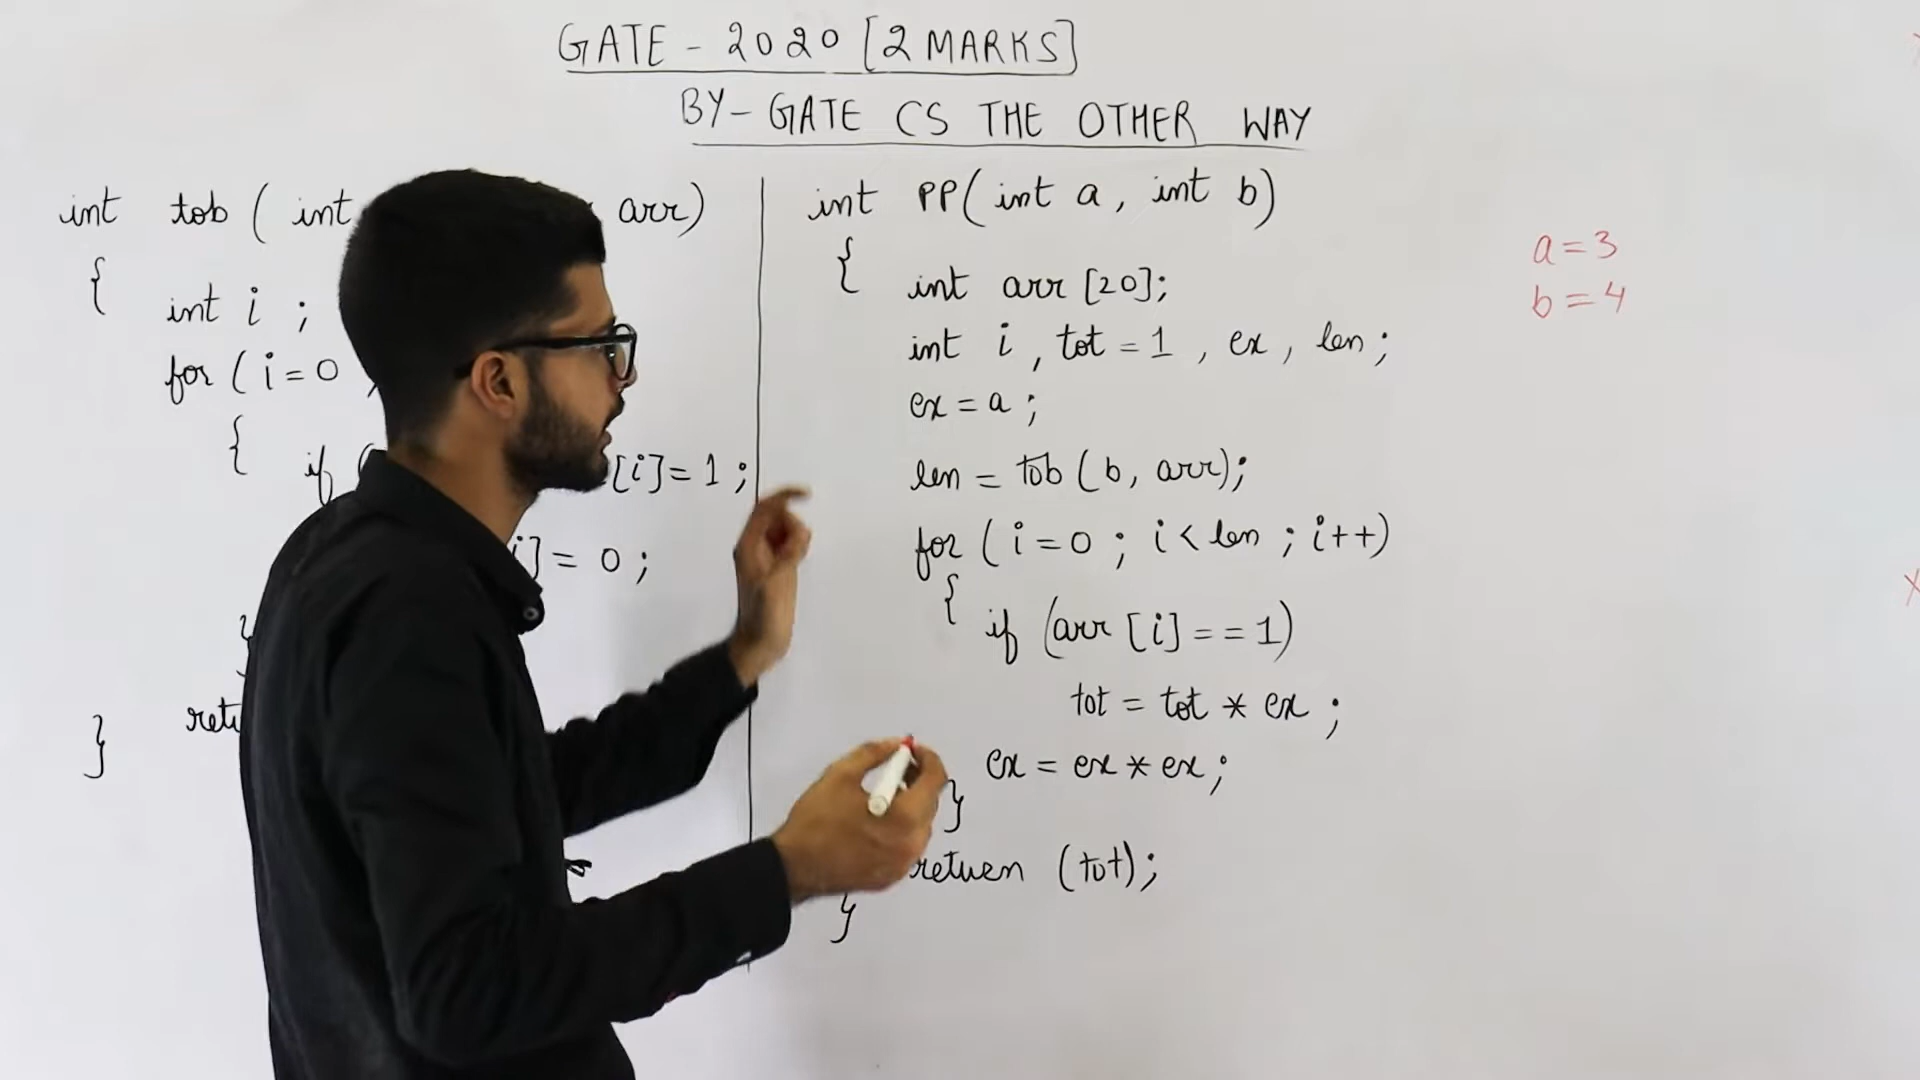 GATE - 2020 [2 MARKS]
BY - GATE CS THE OTHER WAY
int tob ( int arr)
{
int i ;
for ( i = 0
{
if ( [i] = 1 ;
i] = 0 ;
}
}
int PP( int a , int b )
{
int arr [20];
int i , tot = 1 , ex , len ;
ex = a ;
len = tob ( b, arr);
for ( i = 0 ; i < len ; i++)
{
if (arr [i] == 1)
tot = tot * ex ;
ex = ex * ex ;
}
return (tot);
}
a = 3
b = 4